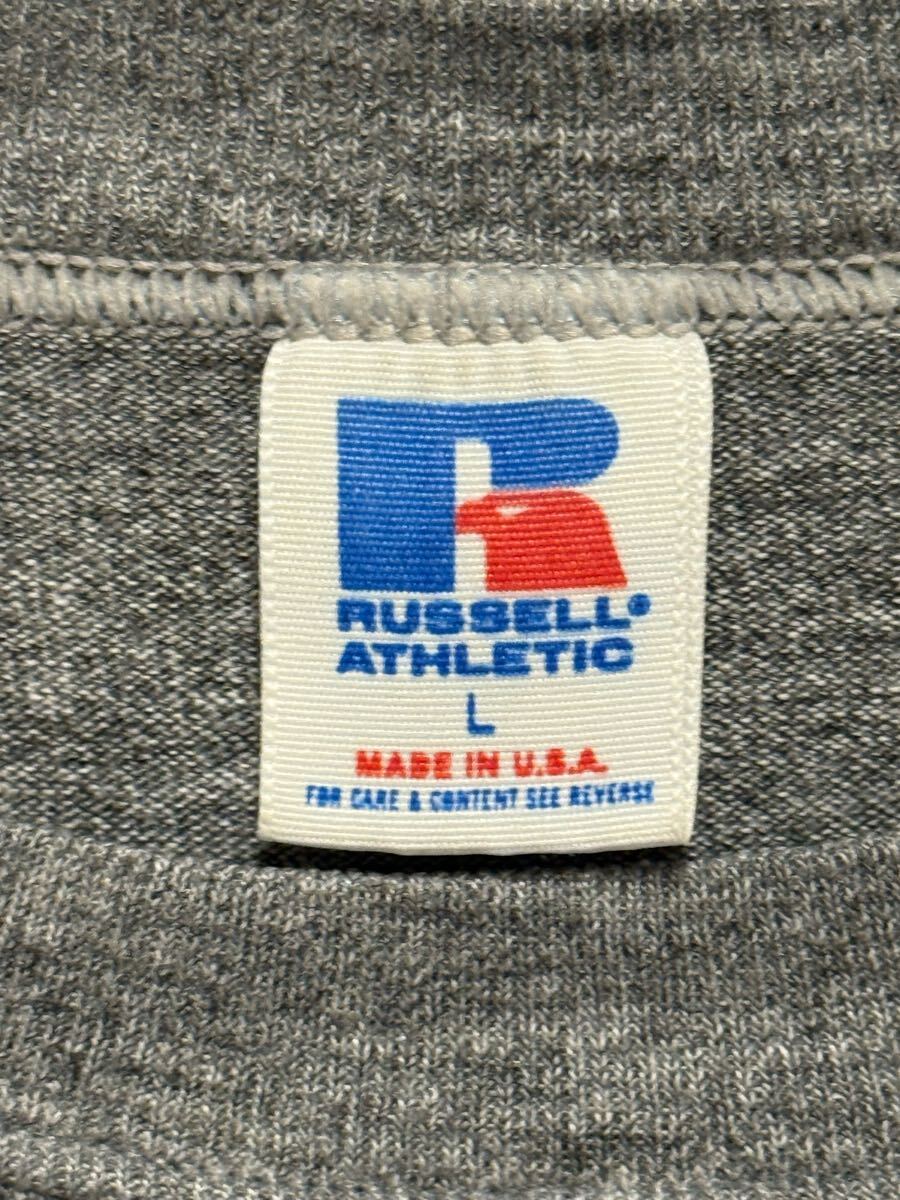 R
RUSSELL®
ATHLETIC
L
MADE IN U.S.A.
FOR CARE & CONTENT SEE REVERSE